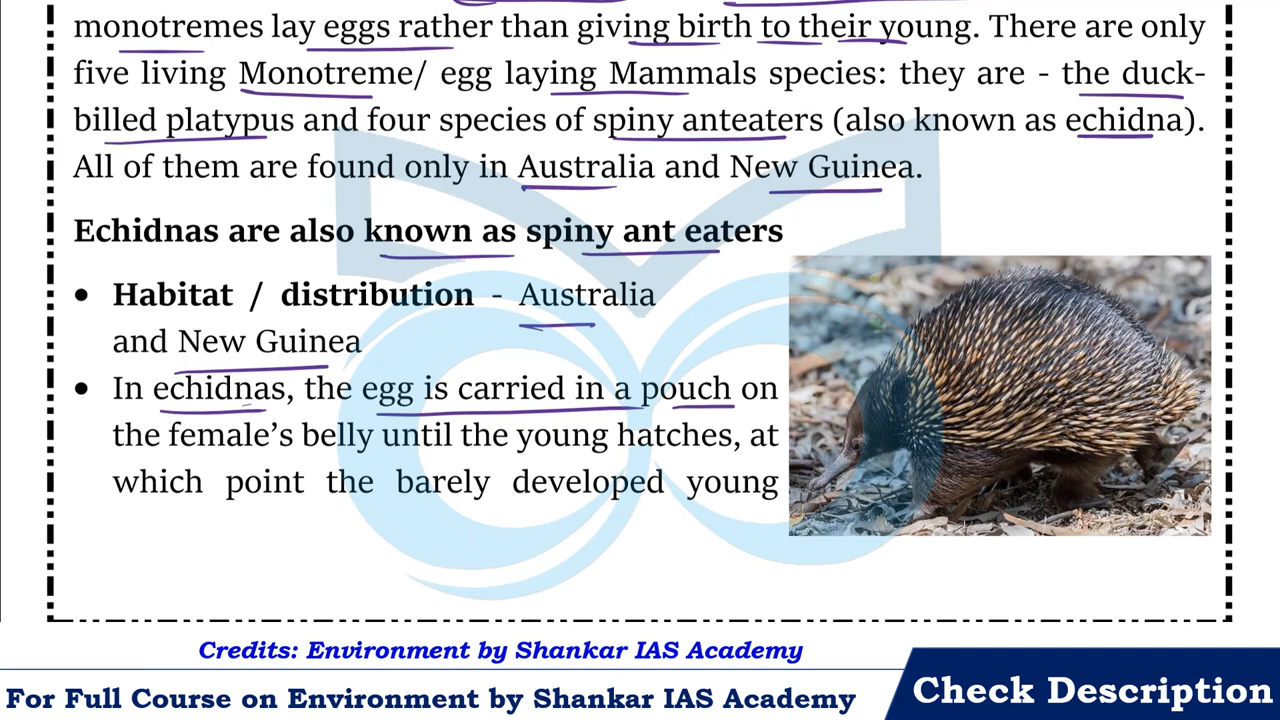 monotremes lay eggs rather than giving birth to their young. There are only
five living Monotreme/ egg laying Mammals species: they are - the duck-
billed platypus and four species of spiny anteaters (also known as echidna).
All of them are found only in Australia and New Guinea.
Echidnas are also known as spiny ant eaters
• Habitat / distribution - Australia
and New Guinea
• In echidnas, the egg is carried in a pouch on
the female’s belly until the young hatches, at
which point the barely developed young
Credits: Environment by Shankar IAS Academy
For Full Course on Environment by Shankar IAS Academy
Check Description